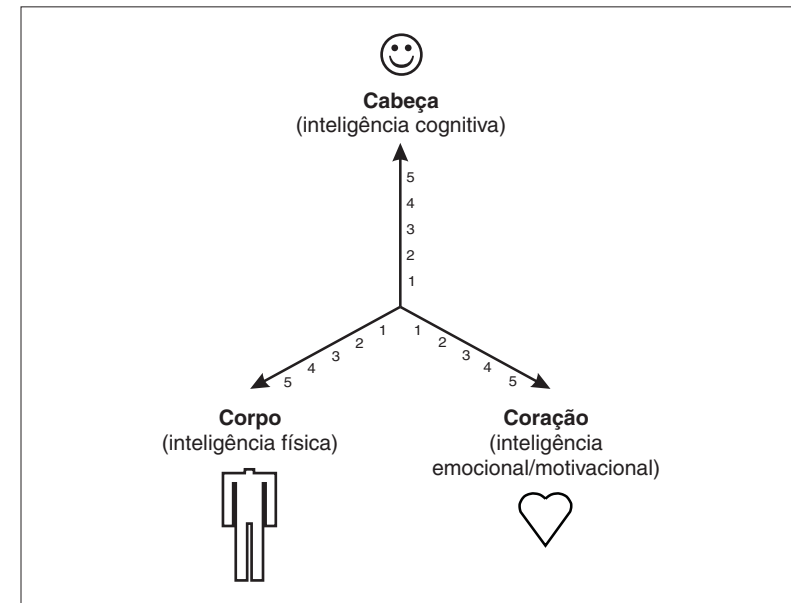 Cabeça
(inteligência cognitiva)
5
4
3
2
1
1 1
2 2
3 3
4 4
5 5
Corpo
(inteligência física)
Coração
(inteligência
emocional/motivacional)